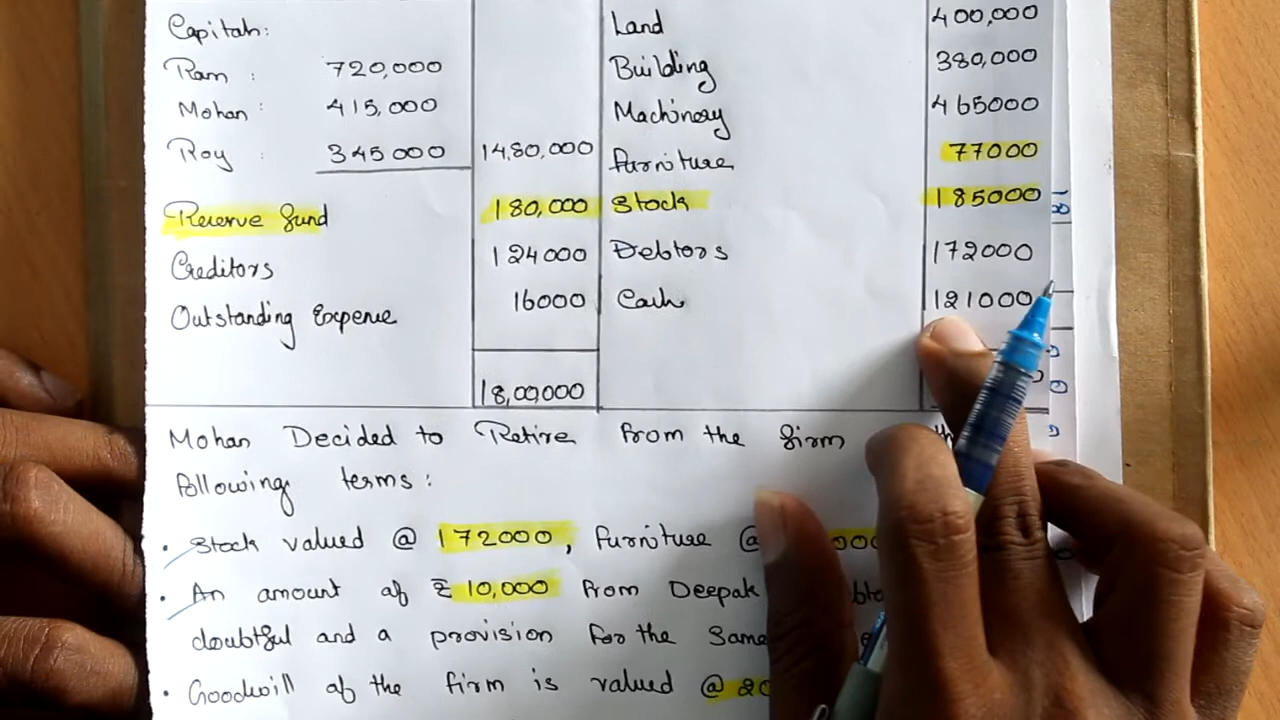 Capitals: Land 400,000
Ram : 720,000 Building 380,000
Mohan : 415,000 Machinery 465000
Roy : 345000 14,80,000 furniture 77000
Reserve fund 180,000 Stock 185000
Creditors 124000 Debtors 172000
Outstanding Expense 16000 Cash 121000
18,00,000
Mohan Decided to Retire from the firm
following terms :
• Stock valued @ 172000, furniture @
• An amount of ₹ 10,000 from Deepak
doubtful and a provision for the Same
• Goodwill of the firm is valued @ 20